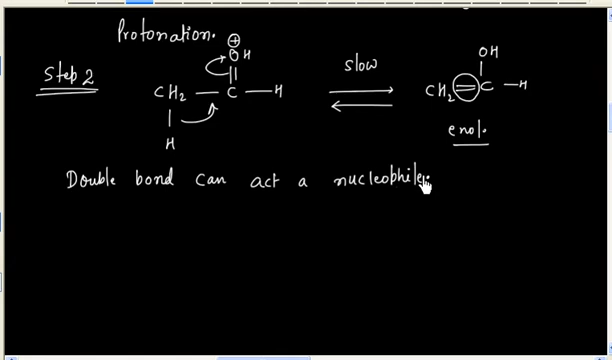 Protonation.
Step 2
⊕
OH
CH2 — C — H
H
slow
OH
CH2 = C — H
enol.
Double bond can act a nucleophile.